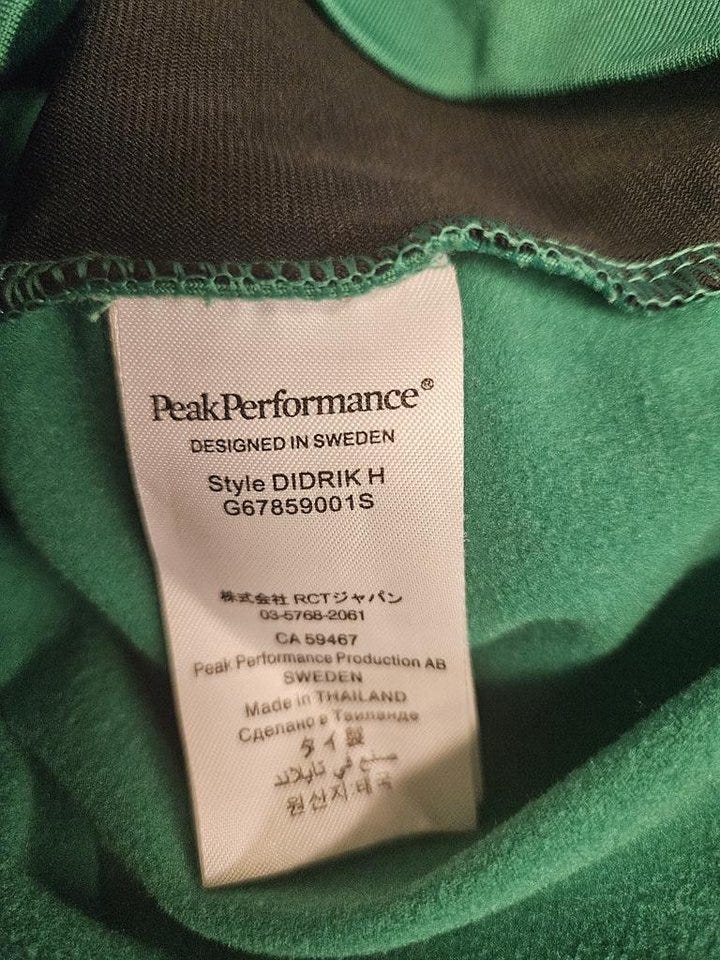 PeakPerformance®
DESIGNED IN SWEDEN
Style DIDRIK H
G67859001S
株式会社 RCTジャパン
03-5768-2061
CA 59467
Peak Performance Production AB
SWEDEN
Made in THAILAND
Сделано в Таиланде
タイ製
صنع في تايلاند
원산지:태국